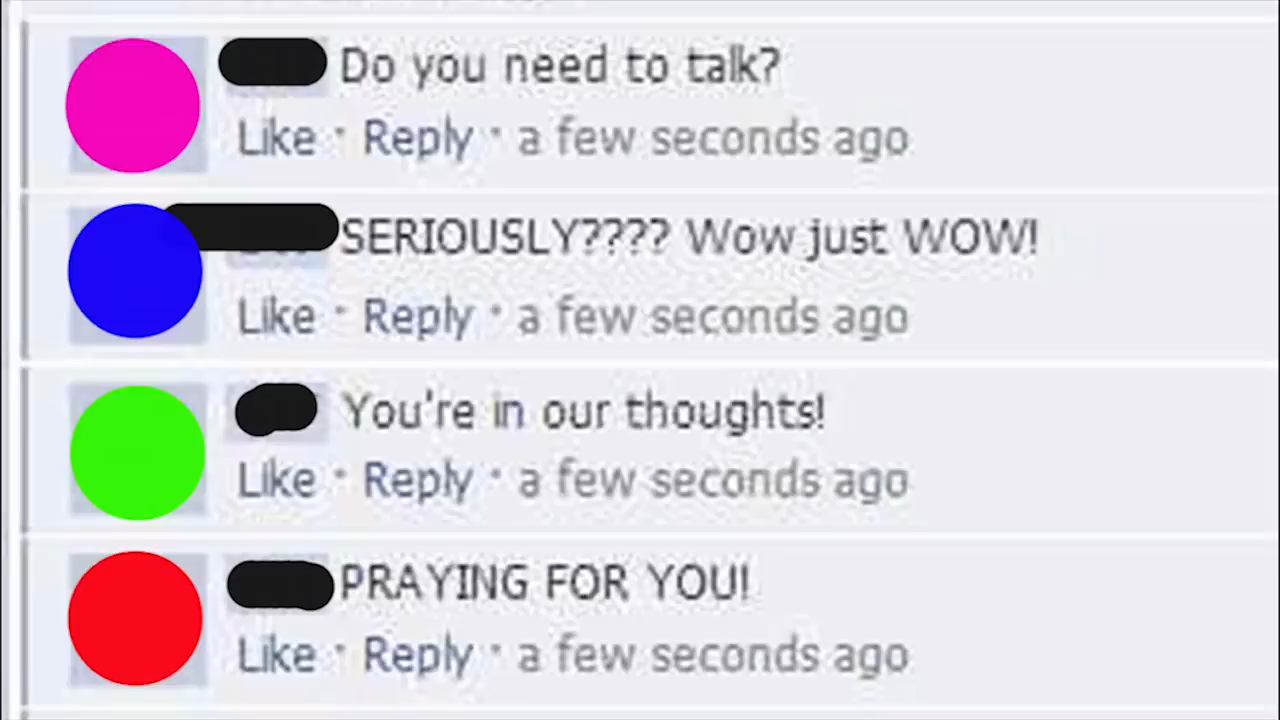 Do you need to talk?
Like · Reply · a few seconds ago
SERIOUSLY???? Wow just WOW!
Like · Reply · a few seconds ago
You're in our thoughts!
Like · Reply · a few seconds ago
PRAYING FOR YOU!
Like · Reply · a few seconds ago